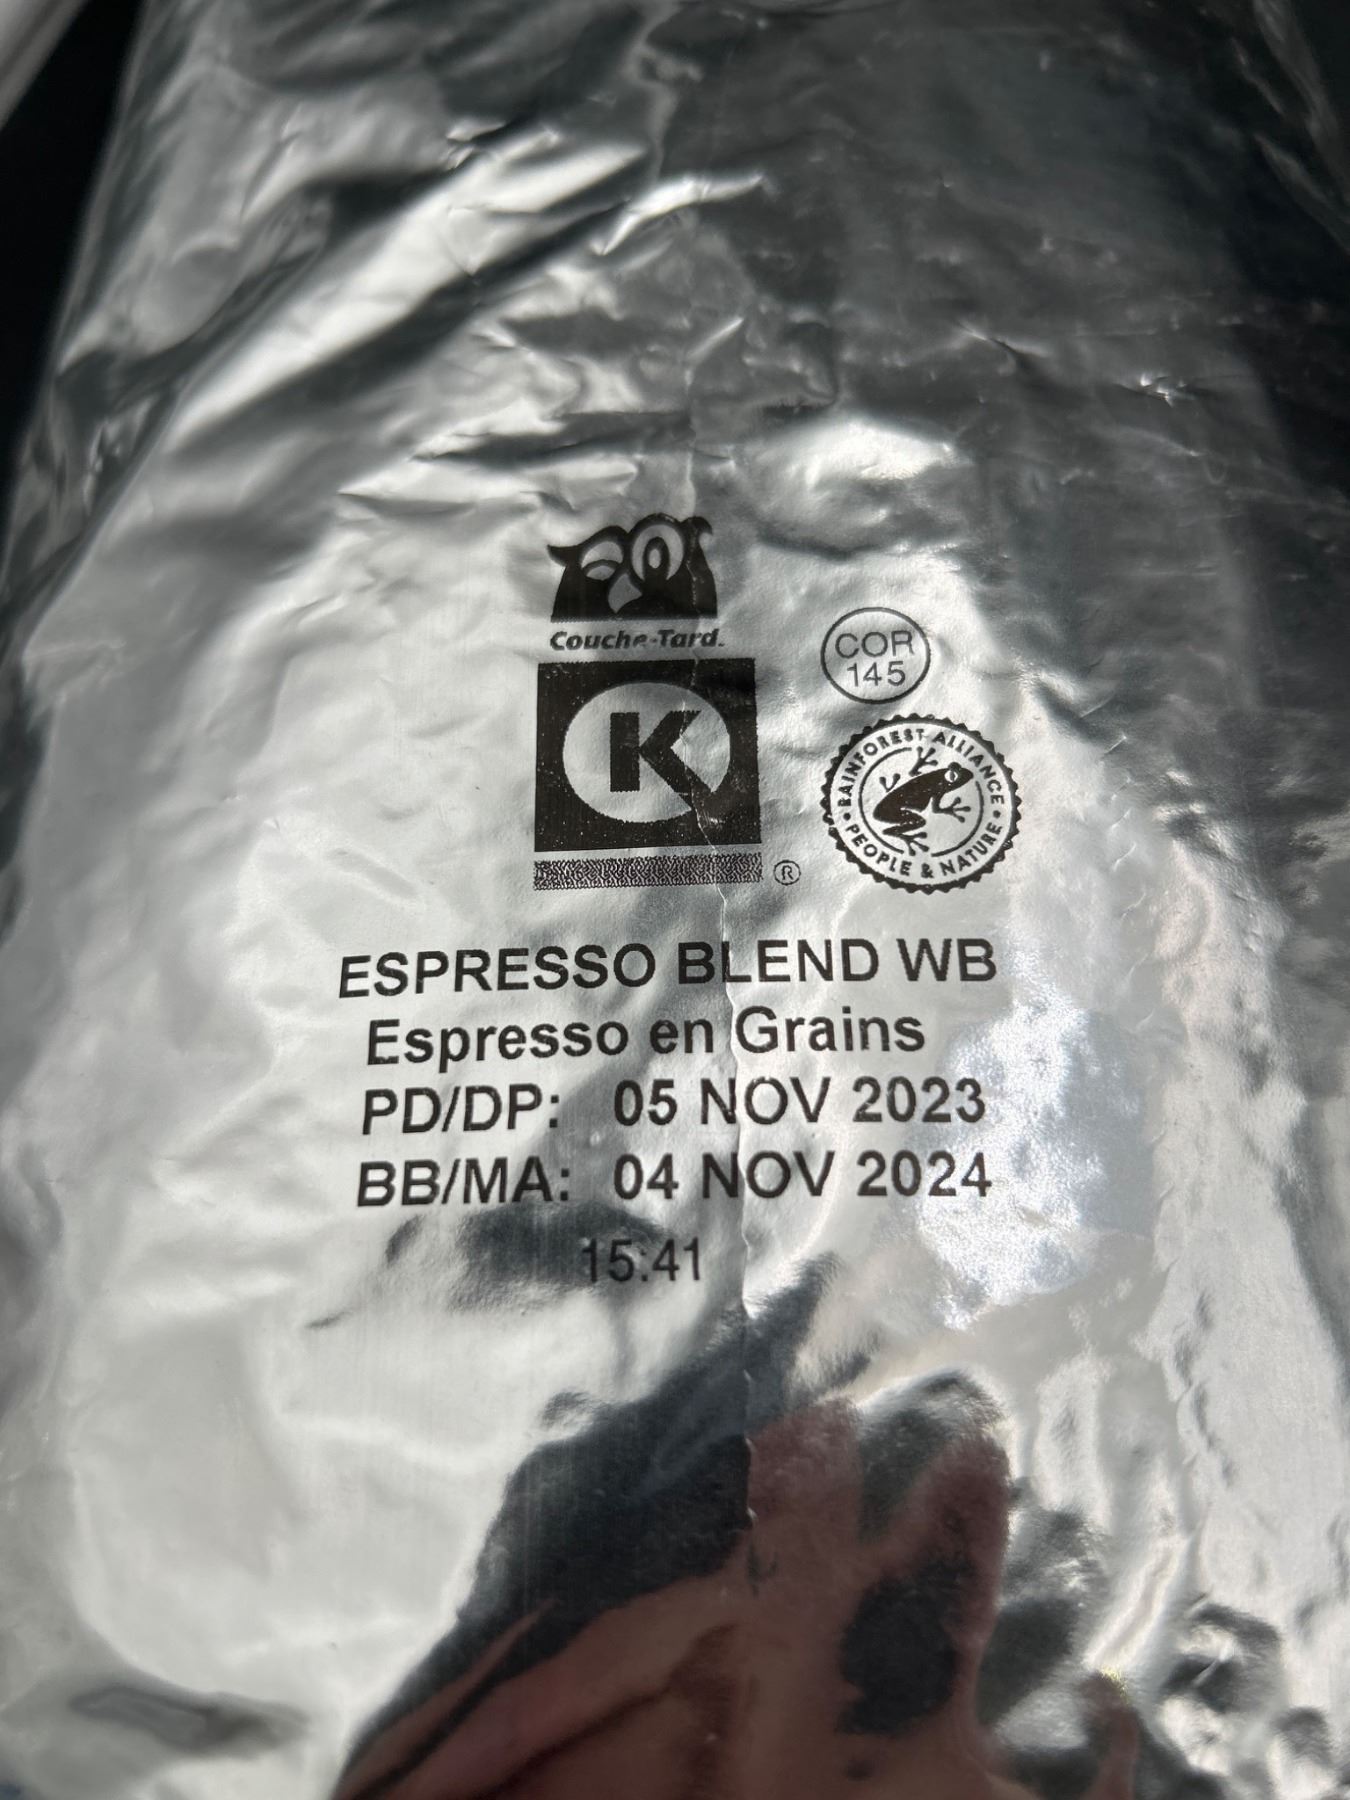 Couche-Tard.
K
®
COR
145
RAINFOREST ALLIANCE
• PEOPLE & NATURE •
ESPRESSO BLEND WB
Espresso en Grains
PD/DP: 05 NOV 2023
BB/MA: 04 NOV 2024
15:41